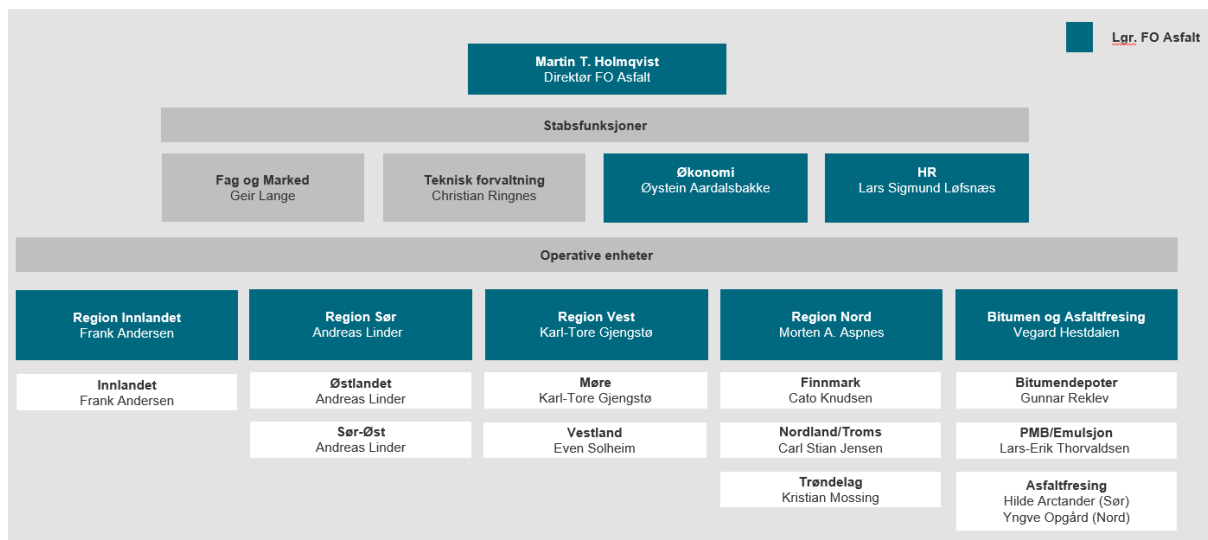 Lgr. FO Asfalt
Martin T. Holmqvist
Direktør FO Asfalt
Stabsfunksjoner
Fag og Marked
Geir Lange
Teknisk forvaltning
Christian Ringnes
Økonomi
Øystein Aardalsbakke
HR
Lars Sigmund Løfsnæs
Operative enheter
Region Innlandet
Frank Andersen
Region Sør
Andreas Linder
Region Vest
Karl-Tore Gjengstø
Region Nord
Morten A. Aspnes
Bitumen og Asfaltfresing
Vegard Hestdalen
Innlandet
Frank Andersen
Østlandet
Andreas Linder
Møre
Karl-Tore Gjengstø
Finnmark
Cato Knudsen
Bitumendepoter
Gunnar Reklev
Sør-Øst
Andreas Linder
Vestland
Even Solheim
Nordland/Troms
Carl Stian Jensen
PMB/Emulsjon
Lars-Erik Thorvaldsen
Trøndelag
Kristian Mossing
Asfaltfresing
Hilde Arctander (Sør)
Yngve Opgård (Nord)